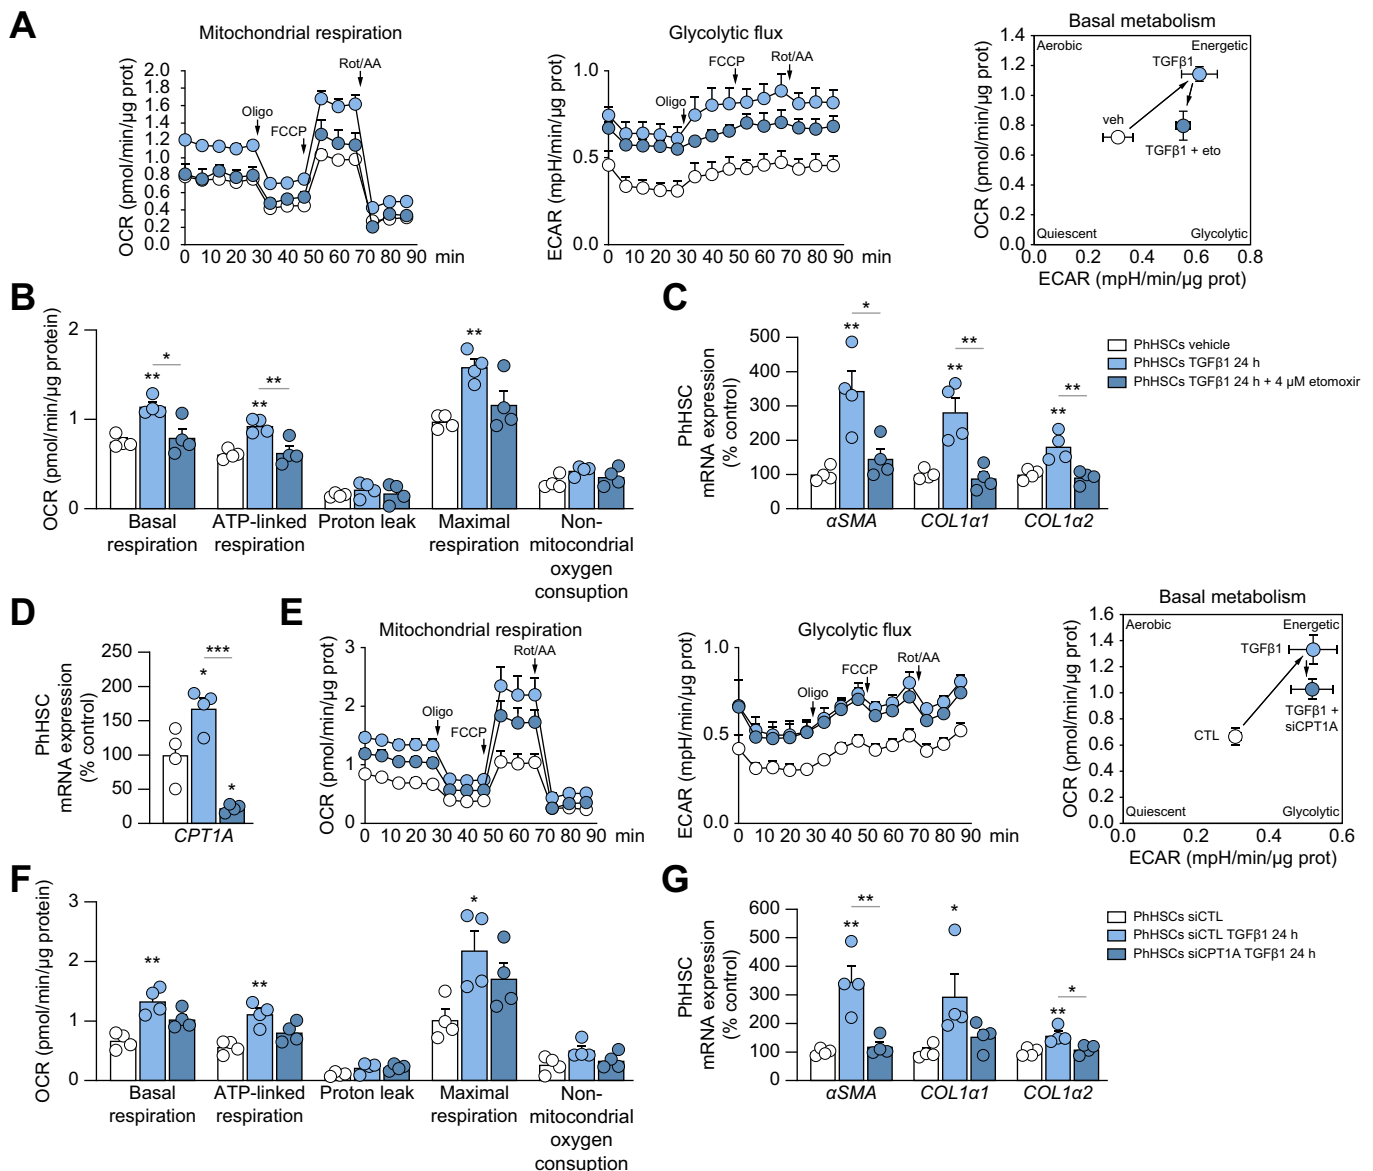 A
Mitochondrial respiration
OCR (pmol/min/µg prot)
2.0
1.8
1.6
1.4
1.2
1.0
0.8
0.6
0.4
0.2
0.0
0 10 20 30 40 50 60 70 80 90 min
Oligo
FCCP
Rot/AA
Glycolytic flux
ECAR (mpH/min/µg prot)
1.0
0.5
0.0
0 10 20 30 40 50 60 70 80 90 min
Oligo
FCCP
Rot/AA
Basal metabolism
OCR (pmol/min/µg prot)
1.4
1.2
1.0
0.8
0.6
0.4
0.2
0.0
Aerobic
Energetic
TGFβ1
veh
TGFβ1 + eto
Quiescent
Glycolytic
0.0 0.2 0.4 0.6 0.8
ECAR (mpH/min/µg prot)
B
OCR (pmol/min/µg protein)
2
1
0
**
*
**
**
**
Basal
respiration
ATP-linked
respiration
Proton leak
Maximal
respiration
Non-
mitocondrial
oxygen
consuption
C
PhHSC
mRNA expression
(% control)
500
400
300
200
100
0
**
*
**
**
**
**
αSMA
COL1α1
COL1α2
PhHSCs vehicle
PhHSCs TGFβ1 24 h
PhHSCs TGFβ1 24 h + 4 µM etomoxir
D
PhHSC
mRNA expression
(% control)
250
200
150
100
50
0
*
***
*
CPT1A
E
Mitochondrial respiration
OCR (pmol/min/µg prot)
3
2
1
0
0 10 20 30 40 50 60 70 80 90 min
Oligo
FCCP
Rot/AA
Glycolytic flux
ECAR (mpH/min/µg prot)
1.0
0.5
0.0
0 10 20 30 40 50 60 70 80 90 min
Oligo
FCCP
Rot/AA
Basal metabolism
OCR (pmol/min/µg prot)
1.6
1.4
1.2
1.0
0.8
0.6
0.4
0.2
0.0
Aerobic
Energetic
TGFβ1
TGFβ1 +
siCPT1A
CTL
Quiescent
Glycolytic
0.0 0.2 0.4 0.6
ECAR (mpH/min/µg prot)
F
OCR (pmol/min/µg protein)
3
2
1
0
**
**
*
Basal
respiration
ATP-linked
respiration
Proton leak
Maximal
respiration
Non-
mitocondrial
oxygen
consuption
G
PhHSC
mRNA expression
(% control)
600
500
400
300
200
100
0
**
**
*
**
*
αSMA
COL1α1
COL1α2
PhHSCs siCTL
PhHSCs siCTL TGFβ1 24 h
PhHSCs siCPT1A TGFβ1 24 h